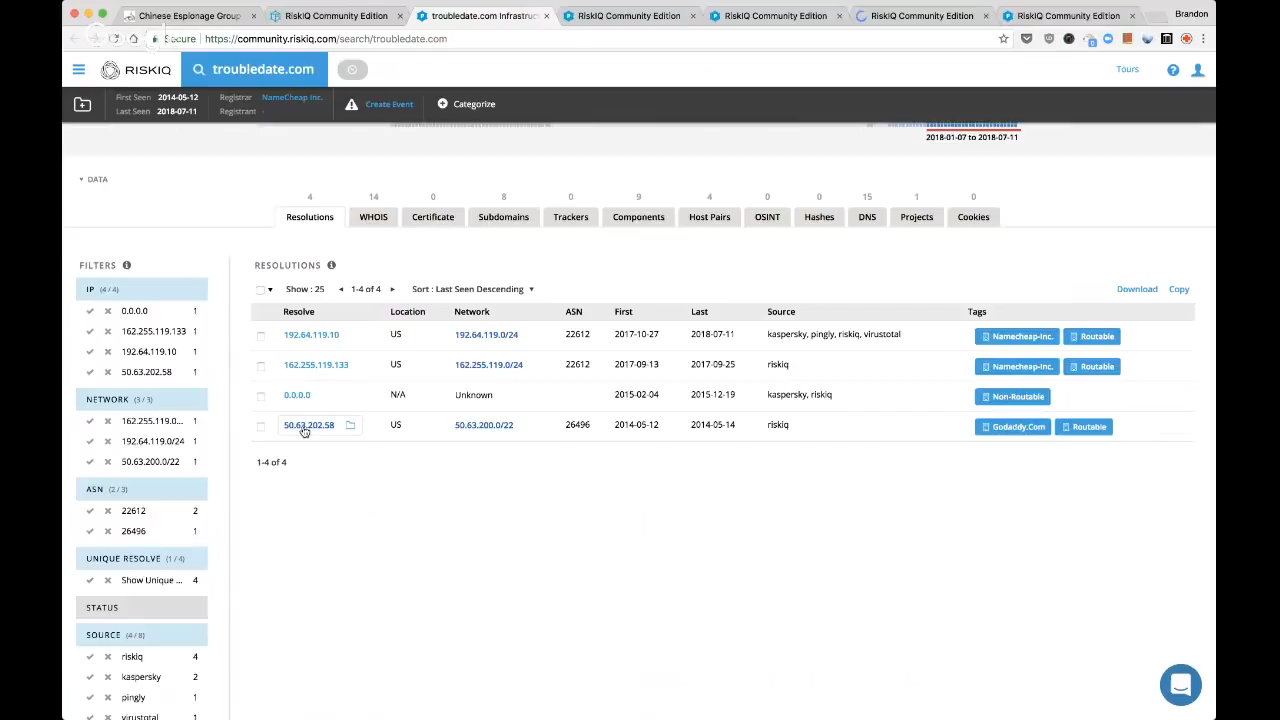 Chinese Espionage Group
RiskIQ Community Edition
troubledate.com Infrastruc
RiskIQ Community Edition
RiskIQ Community Edition
RiskIQ Community Edition
RiskIQ Community Edition
Brandon
Secure https://community.riskiq.com/search/troubledate.com
RISKIQ troubledate.com Tours
First Seen 2014-05-12 Registrar NameCheap Inc.
Last Seen 2018-07-11 Registrant -
Create Event Categorize
2018-01-07 to 2018-07-11
DATA
4 14 0 8 0 9 4 0 0 15 1 0
Resolutions WHOIS Certificate Subdomains Trackers Components Host Pairs OSINT Hashes DNS Projects Cookies
FILTERS
IP (4 / 4)
0.0.0.0 1
162.255.119.133 1
192.64.119.10 1
50.63.202.58 1
NETWORK (3 / 3)
162.255.119.0... 1
192.64.119.0/24 1
50.63.200.0/22 1
ASN (2 / 3)
22612 2
26496 1
UNIQUE RESOLVE (1 / 4)
Show Unique ... 4
STATUS
SOURCE (4 / 8)
riskiq 4
kaspersky 2
pingly 1
virustotal 1
RESOLUTIONS
Show : 25 1-4 of 4 Sort : Last Seen Descending Download Copy
Resolve Location Network ASN First Last Source Tags
192.64.119.10 US 192.64.119.0/24 22612 2017-10-27 2018-07-11 kaspersky, pingly, riskiq, virustotal Namecheap-Inc. Routable
162.255.119.133 US 162.255.119.0/24 22612 2017-09-13 2017-09-25 riskiq Namecheap-Inc. Routable
0.0.0.0 N/A Unknown 2015-02-04 2015-12-19 kaspersky, riskiq Non-Routable
50.63.202.58 US 50.63.200.0/22 26496 2014-05-12 2014-05-14 riskiq Godaddy.Com Routable
1-4 of 4